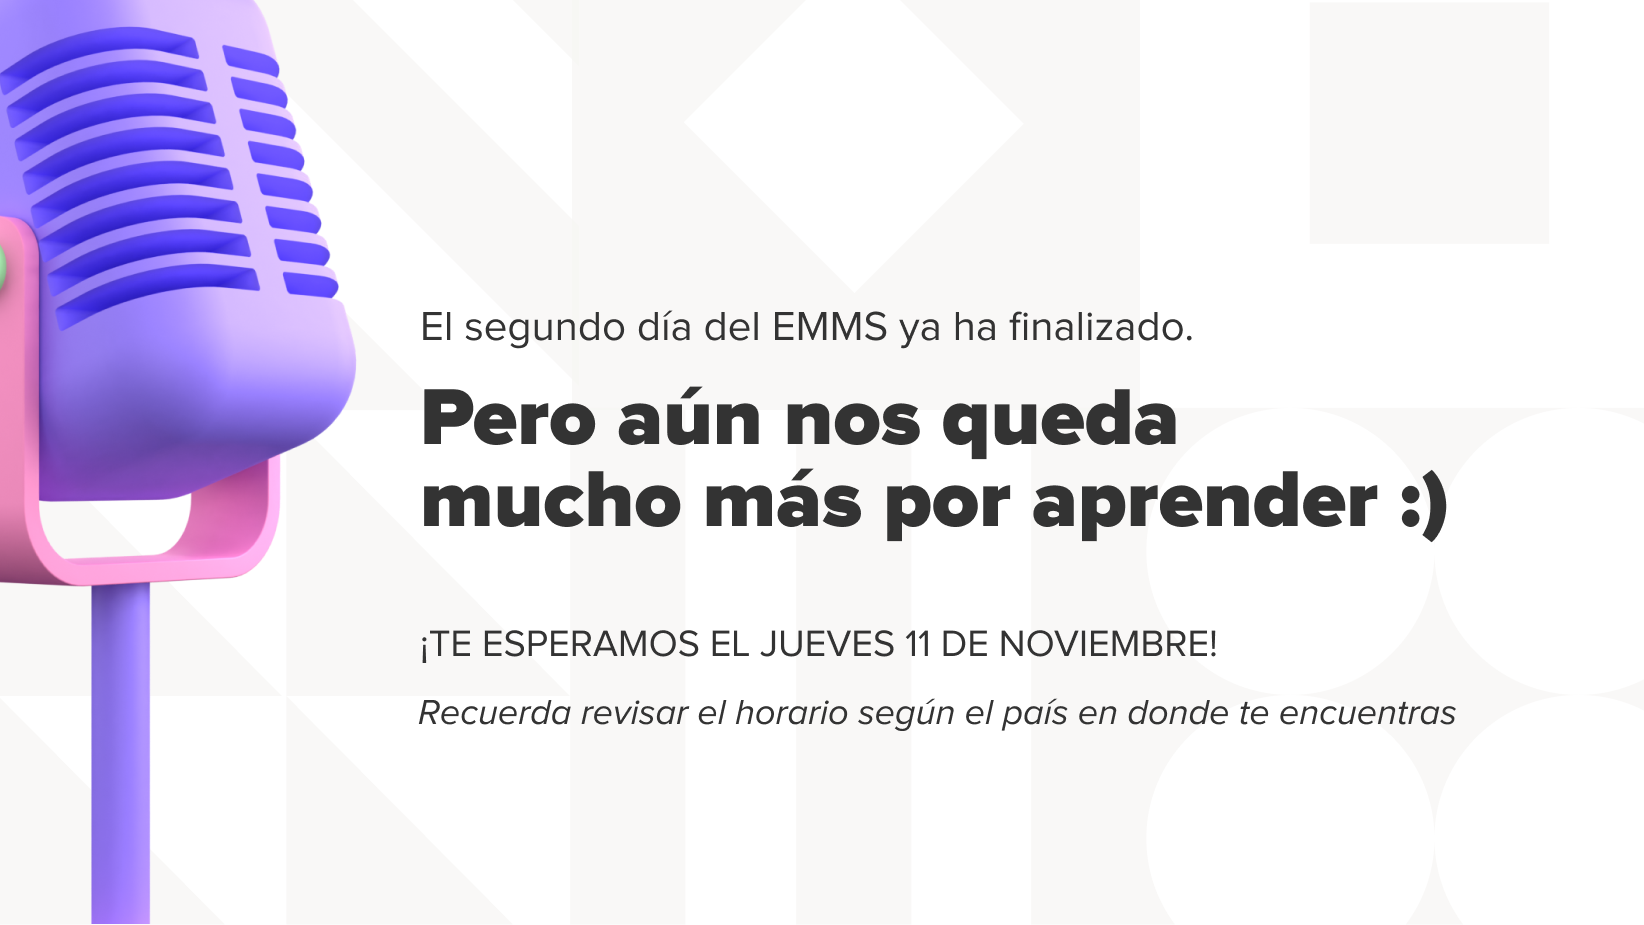 El segundo día del EMMS ya ha finalizado.
Pero aún nos queda
mucho más por aprender :)
¡TE ESPERAMOS EL JUEVES 11 DE NOVIEMBRE!
Recuerda revisar el horario según el país en donde te encuentras